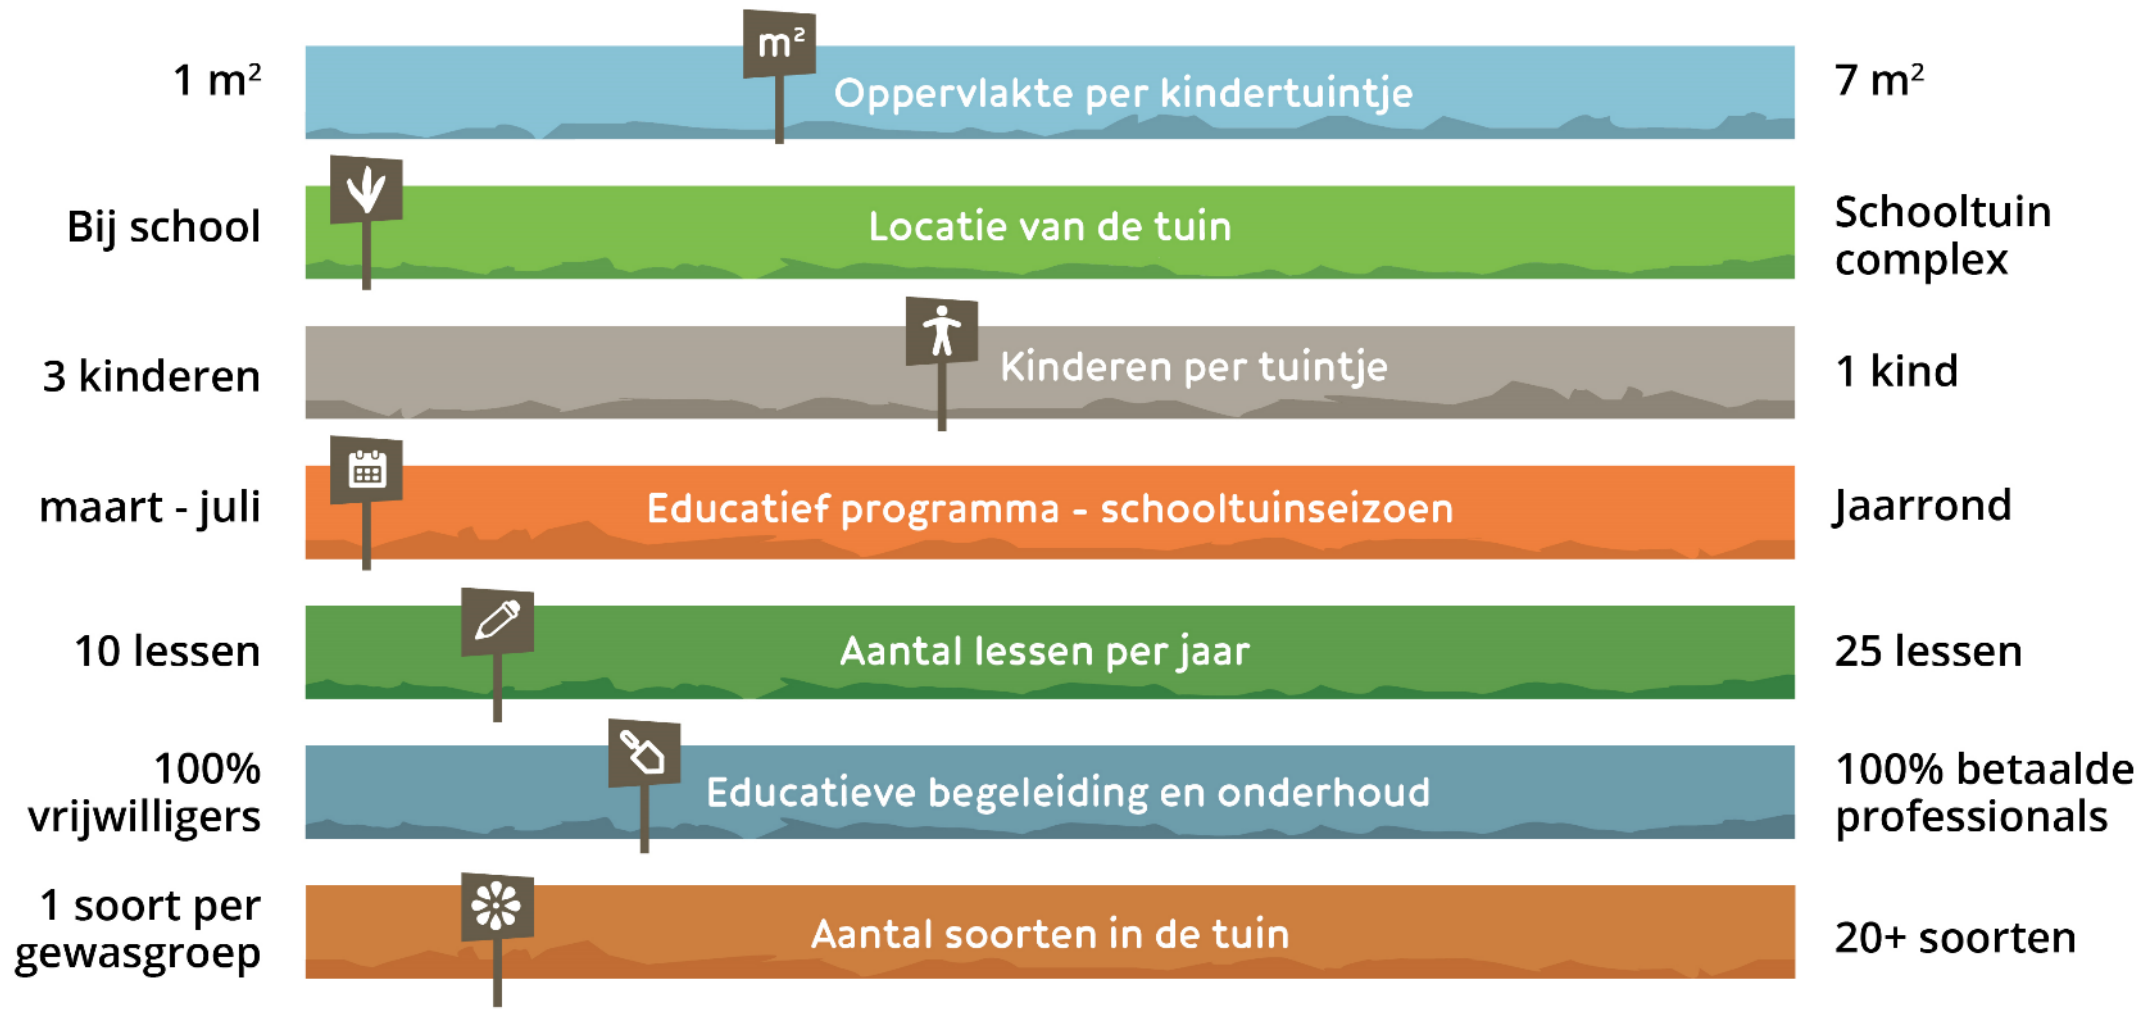 m²
1 m²
Oppervlakte per kindertuintje
7 m²
Bij school
Locatie van de tuin
Schooltuin
complex
3 kinderen
Kinderen per tuintje
1 kind
maart - juli
Educatief programma - schooltuinseizoen
Jaarrond
10 lessen
Aantal lessen per jaar
25 lessen
100%
vrijwilligers
Educatieve begeleiding en onderhoud
100% betaalde
professionals
1 soort per
gewasgroep
Aantal soorten in de tuin
20+ soorten